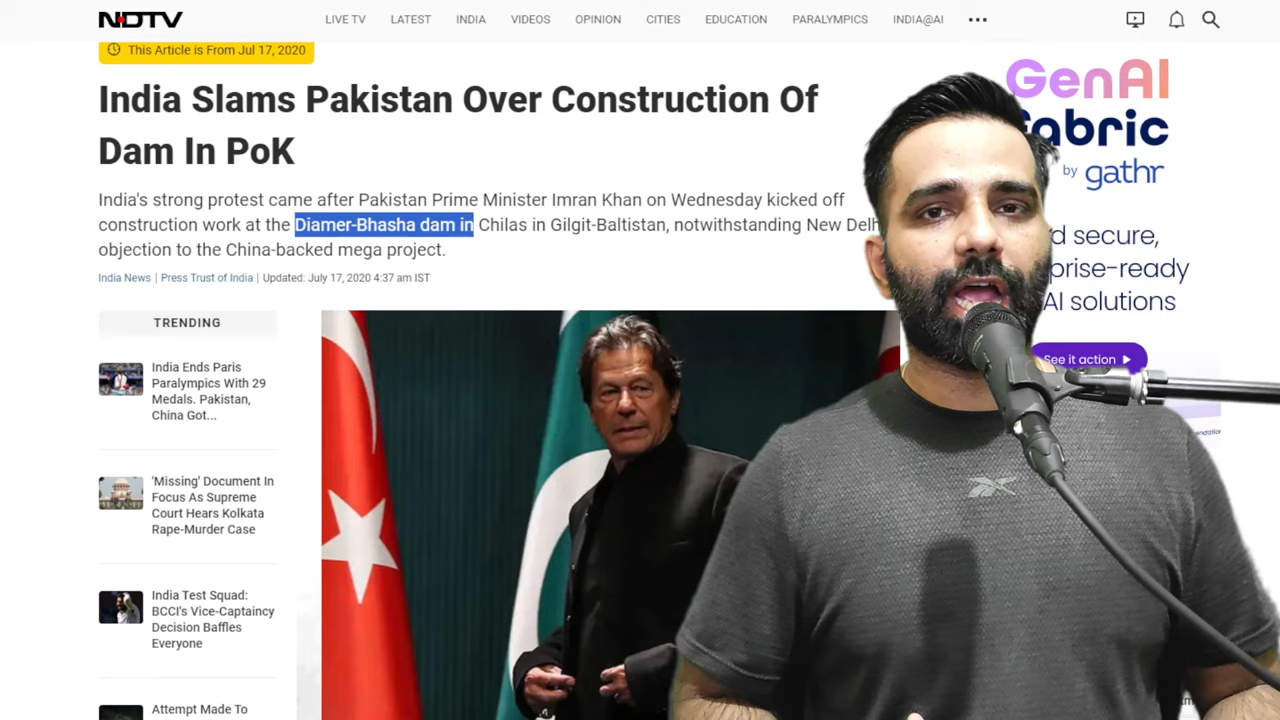 NDTV
LIVE TV LATEST INDIA VIDEOS OPINION CITIES EDUCATION PARALYMPICS INDIA@AI
This Article is From Jul 17, 2020
India Slams Pakistan Over Construction Of
Dam In PoK
India's strong protest came after Pakistan Prime Minister Imran Khan on Wednesday kicked off
construction work at the Diamer-Bhasha dam in Chilas in Gilgit-Baltistan, notwithstanding New Delh
objection to the China-backed mega project.
India News | Press Trust of India | Updated: July 17, 2020 4:37 am IST
TRENDING
India Ends Paris
Paralympics With 29
Medals. Pakistan,
China Got...
'Missing' Document In
Focus As Supreme
Court Hears Kolkata
Rape-Murder Case
India Test Squad:
BCCI's Vice-Captaincy
Decision Baffles
Everyone
Attempt Made To
GenAI
Fabric
by gathr
d secure,
prise-ready
AI solutions
See it action